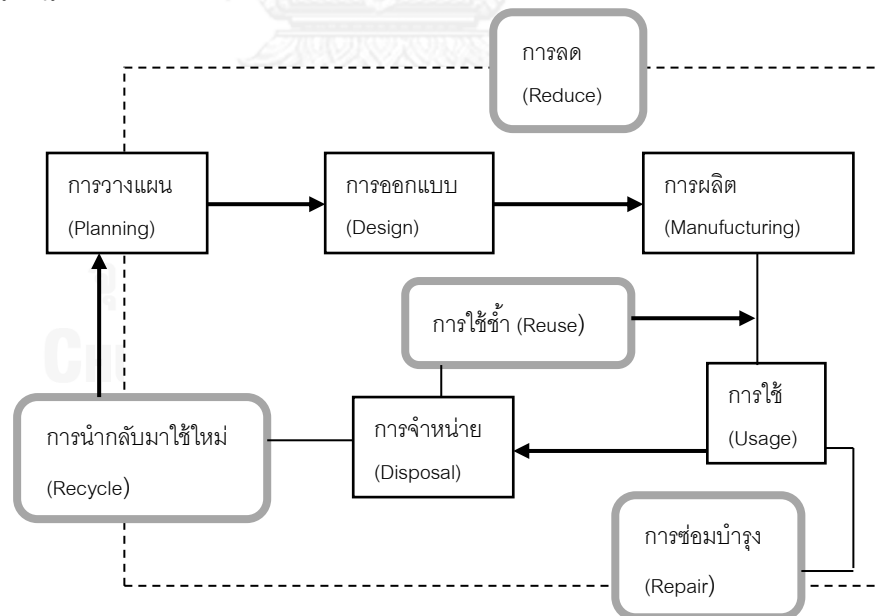 การลด
(Reduce)
การวางแผน
(Planning)
การออกแบบ
(Design)
การผลิต
(Manufucturing)
การใช้ซ้ำ (Reuse)
การใช้
(Usage)
การนำกลับมาใช้ใหม่
(Recycle)
การจำหน่าย
(Disposal)
การซ่อมบำรุง
(Repair)